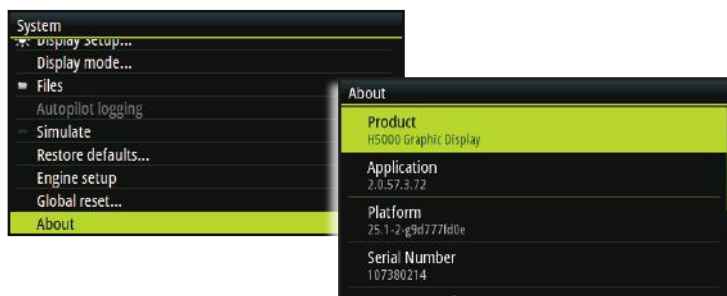 System
Display Setup...
Display mode...
Files
Autopilot logging
Simulate
Restore defaults...
Engine setup
Global reset...
About
About
Product
H5000 Graphic Display
Application
2.0.57.3.72
Platform
25.1-2-g9d777fd0e
Serial Number
107380214